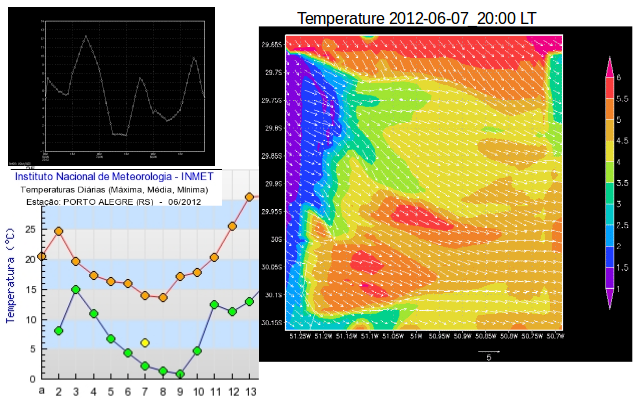 Temperature 2012-06-07_20:00 LT
29.65S
29.7S
29.75S
29.8S
29.85S
29.9S
29.95S
30S
30.05S
30.1S
30.15S
51.25W 51.2W 51.15W 51.1W 51.05W 51W 50.95W 50.9W 50.85W 50.8W 50.75W 50.7W
5
6
5.5
5
4.5
4
3.5
3
2.5
2
1.5
1
Instituto Nacional de Meteorologia - INMET
Temperaturas Diárias (Máxima, Média, Mínima)
Estação: PORTO ALEGRE (RS) - 06/2012
Temperatura (°C)
25
20
15
10
5
0
a 2 3 4 5 6 7 8 9 10 11 12 13